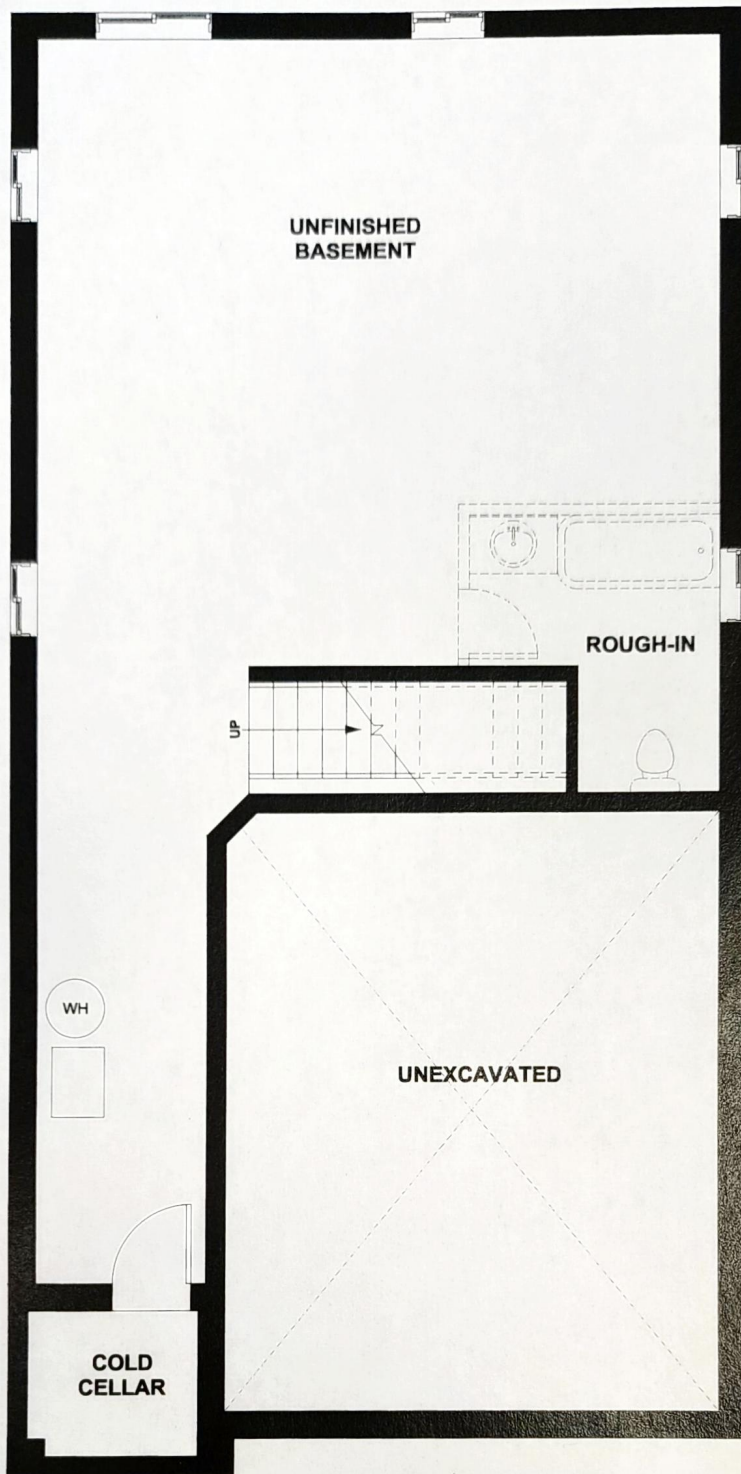 UNFINISHED
BASEMENT
ROUGH-IN
UP
WH
UNEXCAVATED
COLD
CELLAR